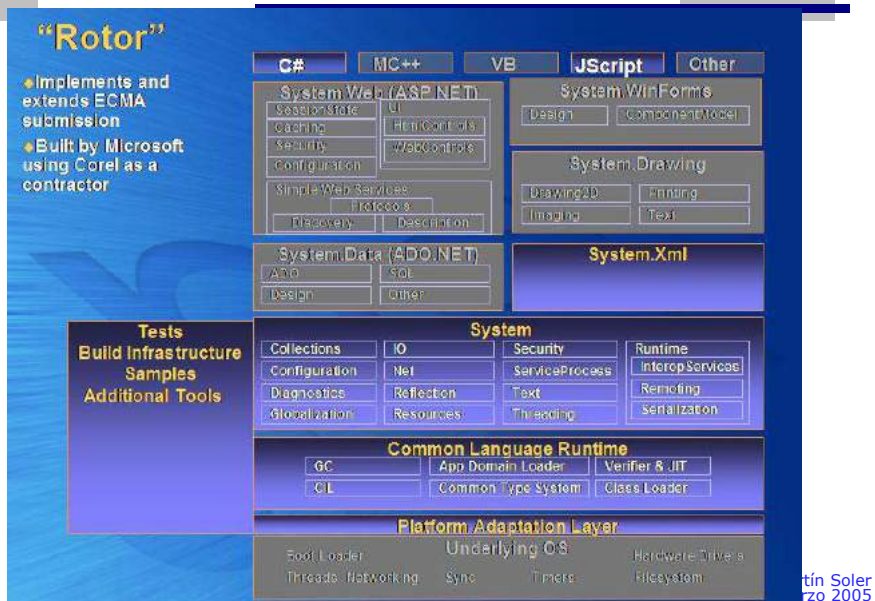 “Rotor”
◆Implements and
extends ECMA
submission
◆Built by Microsoft
using Corel as a
contractor
C#
MC++
VB
JScript
Other
System.Web (ASP.NET)
SessionState
Caching
Security
Configuration
UI
HtmlControls
WebControls
Simple Web Services
Protocols
Discovery
Description
System.WinForms
Design
ComponentModel
System.Drawing
Drawing2D
Printing
Imaging
Text
System.Data (ADO.NET)
ADO
SQL
Design
Other
System.Xml
Tests
Build Infrastructure
Samples
Additional Tools
System
Collections
IO
Security
Runtime
Configuration
Net
ServiceProcess
InteropServices
Diagnostics
Reflection
Text
Remoting
Globalization
Resources
Threading
Serialization
Common Language Runtime
GC
App Domain Loader
Verifier & JIT
CIL
Common Type System
Class Loader
Platform Adaptation Layer
Underlying OS
Boot Loader
Hardware Drivers
Threads
Networking
Sync
Timers
Filesystem
tín Soler
rzo 2005